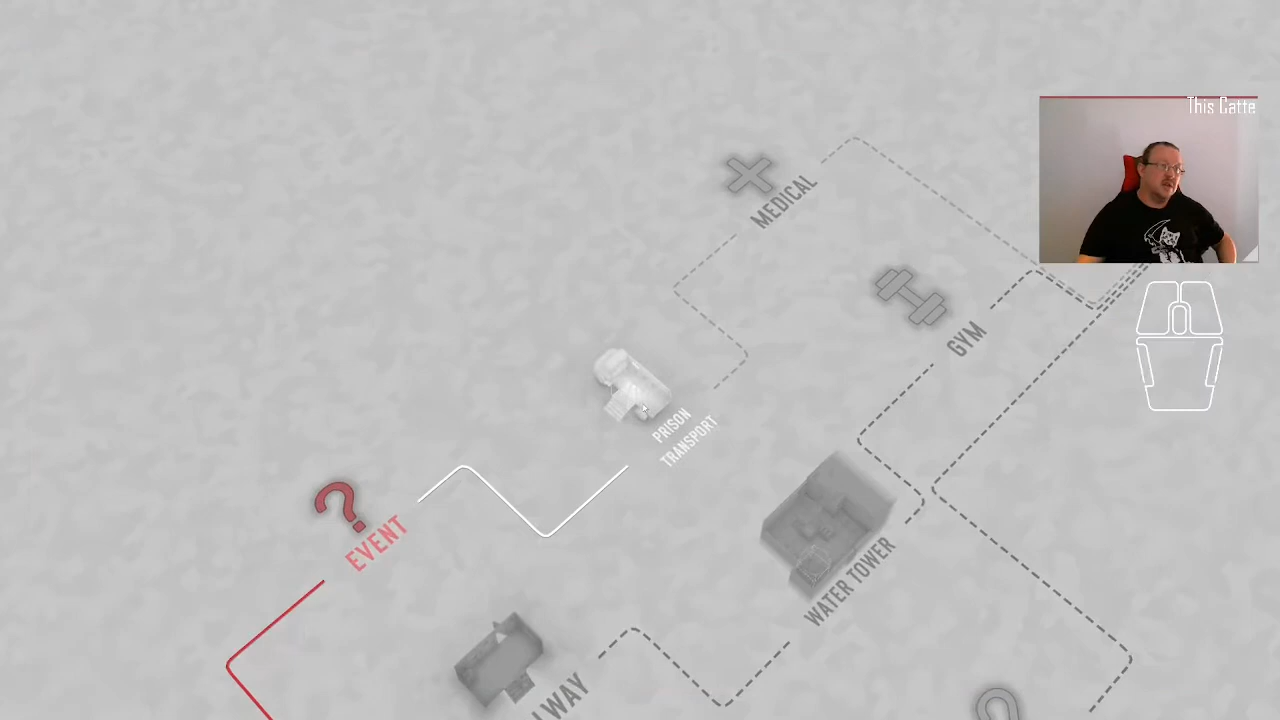 This Catte
MEDICAL
GYM
PRISON
TRANSPORT
?
EVENT
WATER TOWER
LWAY